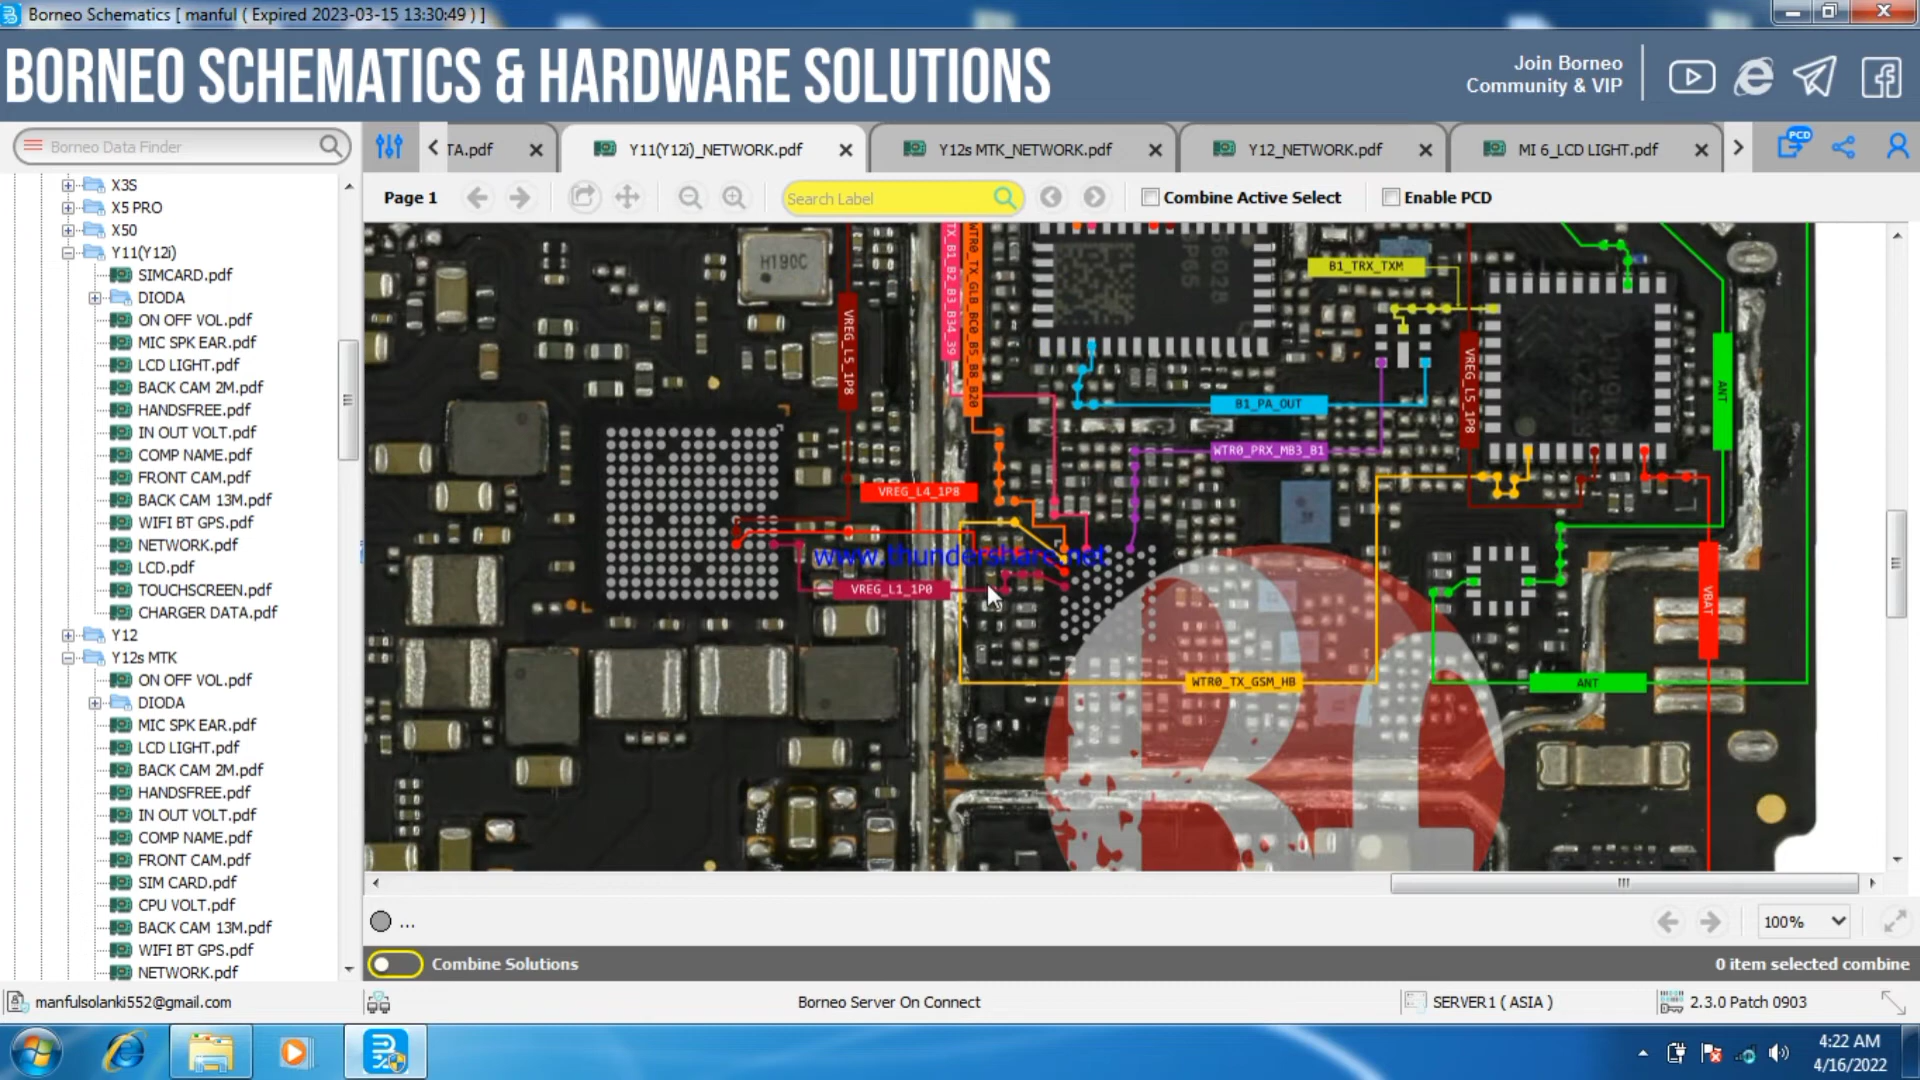 Borneo Schematics [ manful ( Expired 2023-03-15 13:30:49 ) ]
BORNEO SCHEMATICS & HARDWARE SOLUTIONS
Join Borneo
Community & VIP
Borneo Data Finder
TA.pdf
Y11(Y12i)_NETWORK.pdf
Y12s MTK_NETWORK.pdf
Y12_NETWORK.pdf
MI 6_LCD LIGHT.pdf
PCD
Page 1
Search Label
Combine Active Select
Enable PCD
X3S
X5 PRO
X50
Y11(Y12i)
SIMCARD.pdf
DIODA
ON OFF VOL.pdf
MIC SPK EAR.pdf
LCD LIGHT.pdf
BACK CAM 2M.pdf
HANDSFREE.pdf
IN OUT VOLT.pdf
COMP NAME.pdf
FRONT CAM.pdf
BACK CAM 13M.pdf
WIFI BT GPS.pdf
NETWORK.pdf
LCD.pdf
TOUCHSCREEN.pdf
CHARGER DATA.pdf
Y12
Y12s MTK
ON OFF VOL.pdf
DIODA
MIC SPK EAR.pdf
LCD LIGHT.pdf
BACK CAM 2M.pdf
HANDSFREE.pdf
IN OUT VOLT.pdf
COMP NAME.pdf
FRONT CAM.pdf
SIM CARD.pdf
CPU VOLT.pdf
BACK CAM 13M.pdf
WIFI BT GPS.pdf
NETWORK.pdf
H190C
VREG_L5_1P8
TX_B1_B2_B3_B34_39
WTR0_TX_GLB_BC0_B5_B8_B20
B1_TRX_TXM
VREG_L5_1P8
ANT
B1_PA_OUT
WTR0_PRX_MB3_B1
VREG_L4_1P8
www.thundershare.net
VREG_L1_1P0
VBAT
WTR0_TX_GSM_HB
ANT
...
100%
Combine Solutions
0 item selected combine
manfulsolanki552@gmail.com
Borneo Server On Connect
SERVER1 ( ASIA )
2.3.0 Patch 0903
4:22 AM
4/16/2022